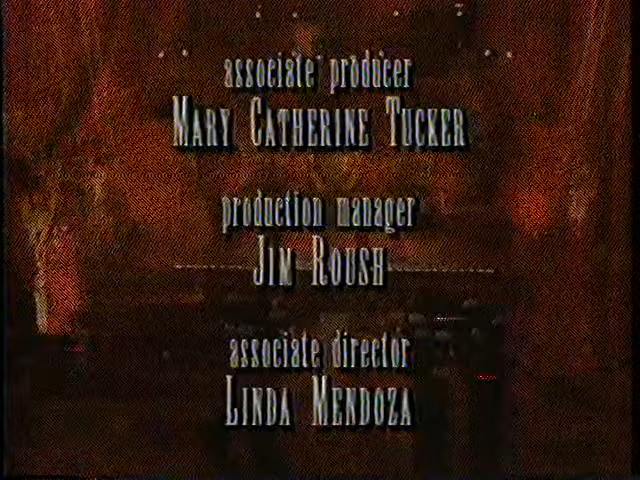 associate producer
MARY CATHERINE TUCKER
production manager
JIM ROUSH
associate director
LINDA MENDOZA